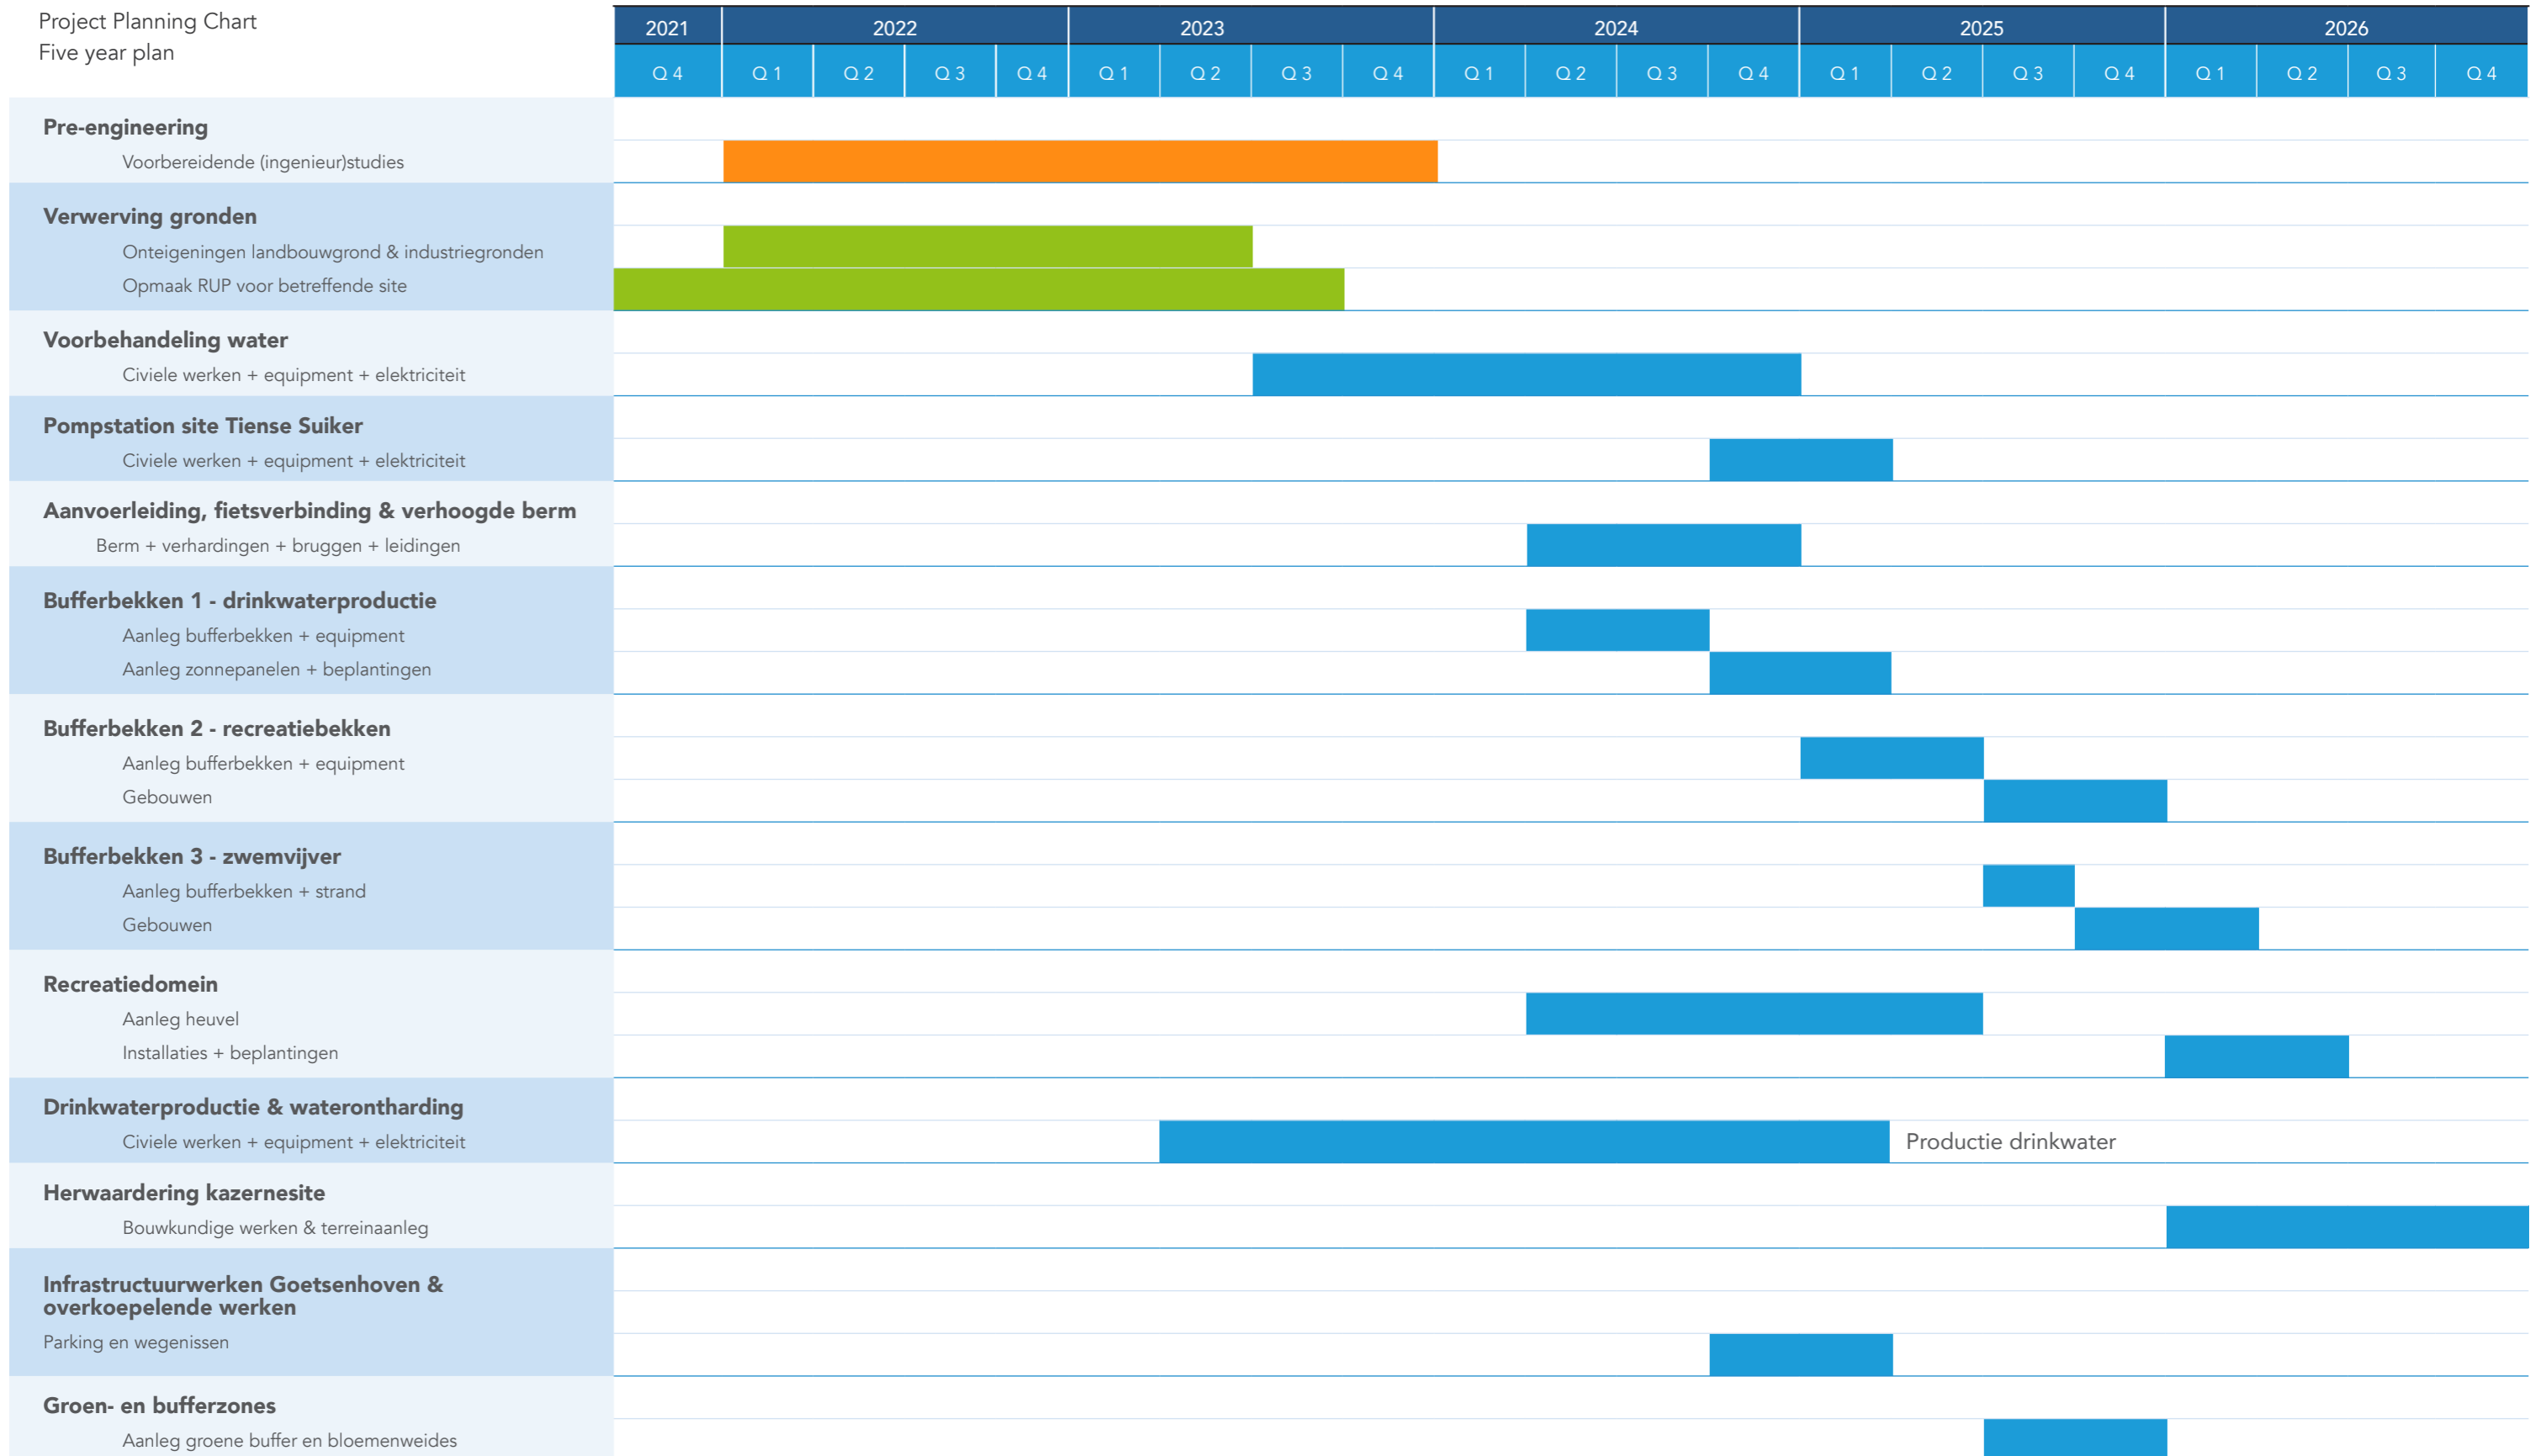 Project Planning Chart
Five year plan
2021 2022 2023 2024 2025 2026
Q 4 Q 1 Q 2 Q 3 Q 4 Q 1 Q 2 Q 3 Q 4 Q 1 Q 2 Q 3 Q 4 Q 1 Q 2 Q 3 Q 4 Q 1 Q 2 Q 3 Q 4
Pre-engineering
Voorbereidende (ingenieur)studies
Verwerving gronden
Onteigeningen landbouwgrond & industriegronden
Opmaak RUP voor betreffende site
Voorbehandeling water
Civiele werken + equipment + elektriciteit
Pompstation site Tiense Suiker
Civiele werken + equipment + elektriciteit
Aanvoerleiding, fietsverbinding & verhoogde berm
Berm + verhardingen + bruggen + leidingen
Bufferbekken 1 - drinkwaterproductie
Aanleg bufferbekken + equipment
Aanleg zonnepanelen + beplantingen
Bufferbekken 2 - recreatiebekken
Aanleg bufferbekken + equipment
Gebouwen
Bufferbekken 3 - zwemvijver
Aanleg bufferbekken + strand
Gebouwen
Recreatiedomein
Aanleg heuvel
Installaties + beplantingen
Drinkwaterproductie & waterontharding
Civiele werken + equipment + elektriciteit Productie drinkwater
Herwaardering kazernesite
Bouwkundige werken & terreinaanleg
Infrastructuurwerken Goetsenhoven &
overkoepelende werken
Parking en wegenissen
Groen- en bufferzones
Aanleg groene buffer en bloemenweides